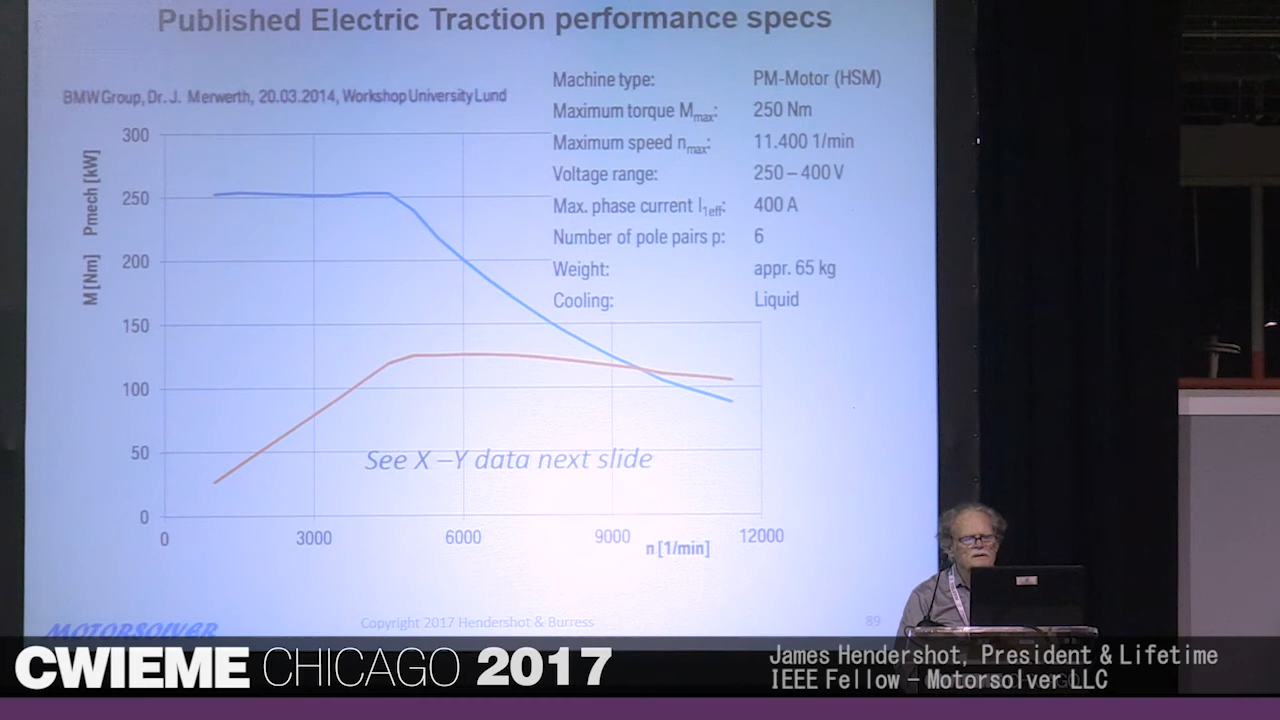 Published Electric Traction performance specs
BMW Group, Dr. J. Merwerth, 20.03.2014, Workshop University Lund
Machine type: PM-Motor (HSM)
Maximum torque Mmax: 250 Nm
Maximum speed nmax: 11.400 1/min
Voltage range: 250 – 400 V
Max. phase current I1eff: 400 A
Number of pole pairs p: 6
Weight: appr. 65 kg
Cooling: Liquid
M [Nm] Pmech [kW]
300
250
200
150
100
50
0
See X –Y data next slide
0 3000 6000 9000 12000
n [1/min]
MOTORSOLVER
Copyright 2017 Hendershot & Burress
89
CWIEME CHICAGO 2017
James Hendershot, President & Lifetime
IEEE Fellow – Motorsolver LLC